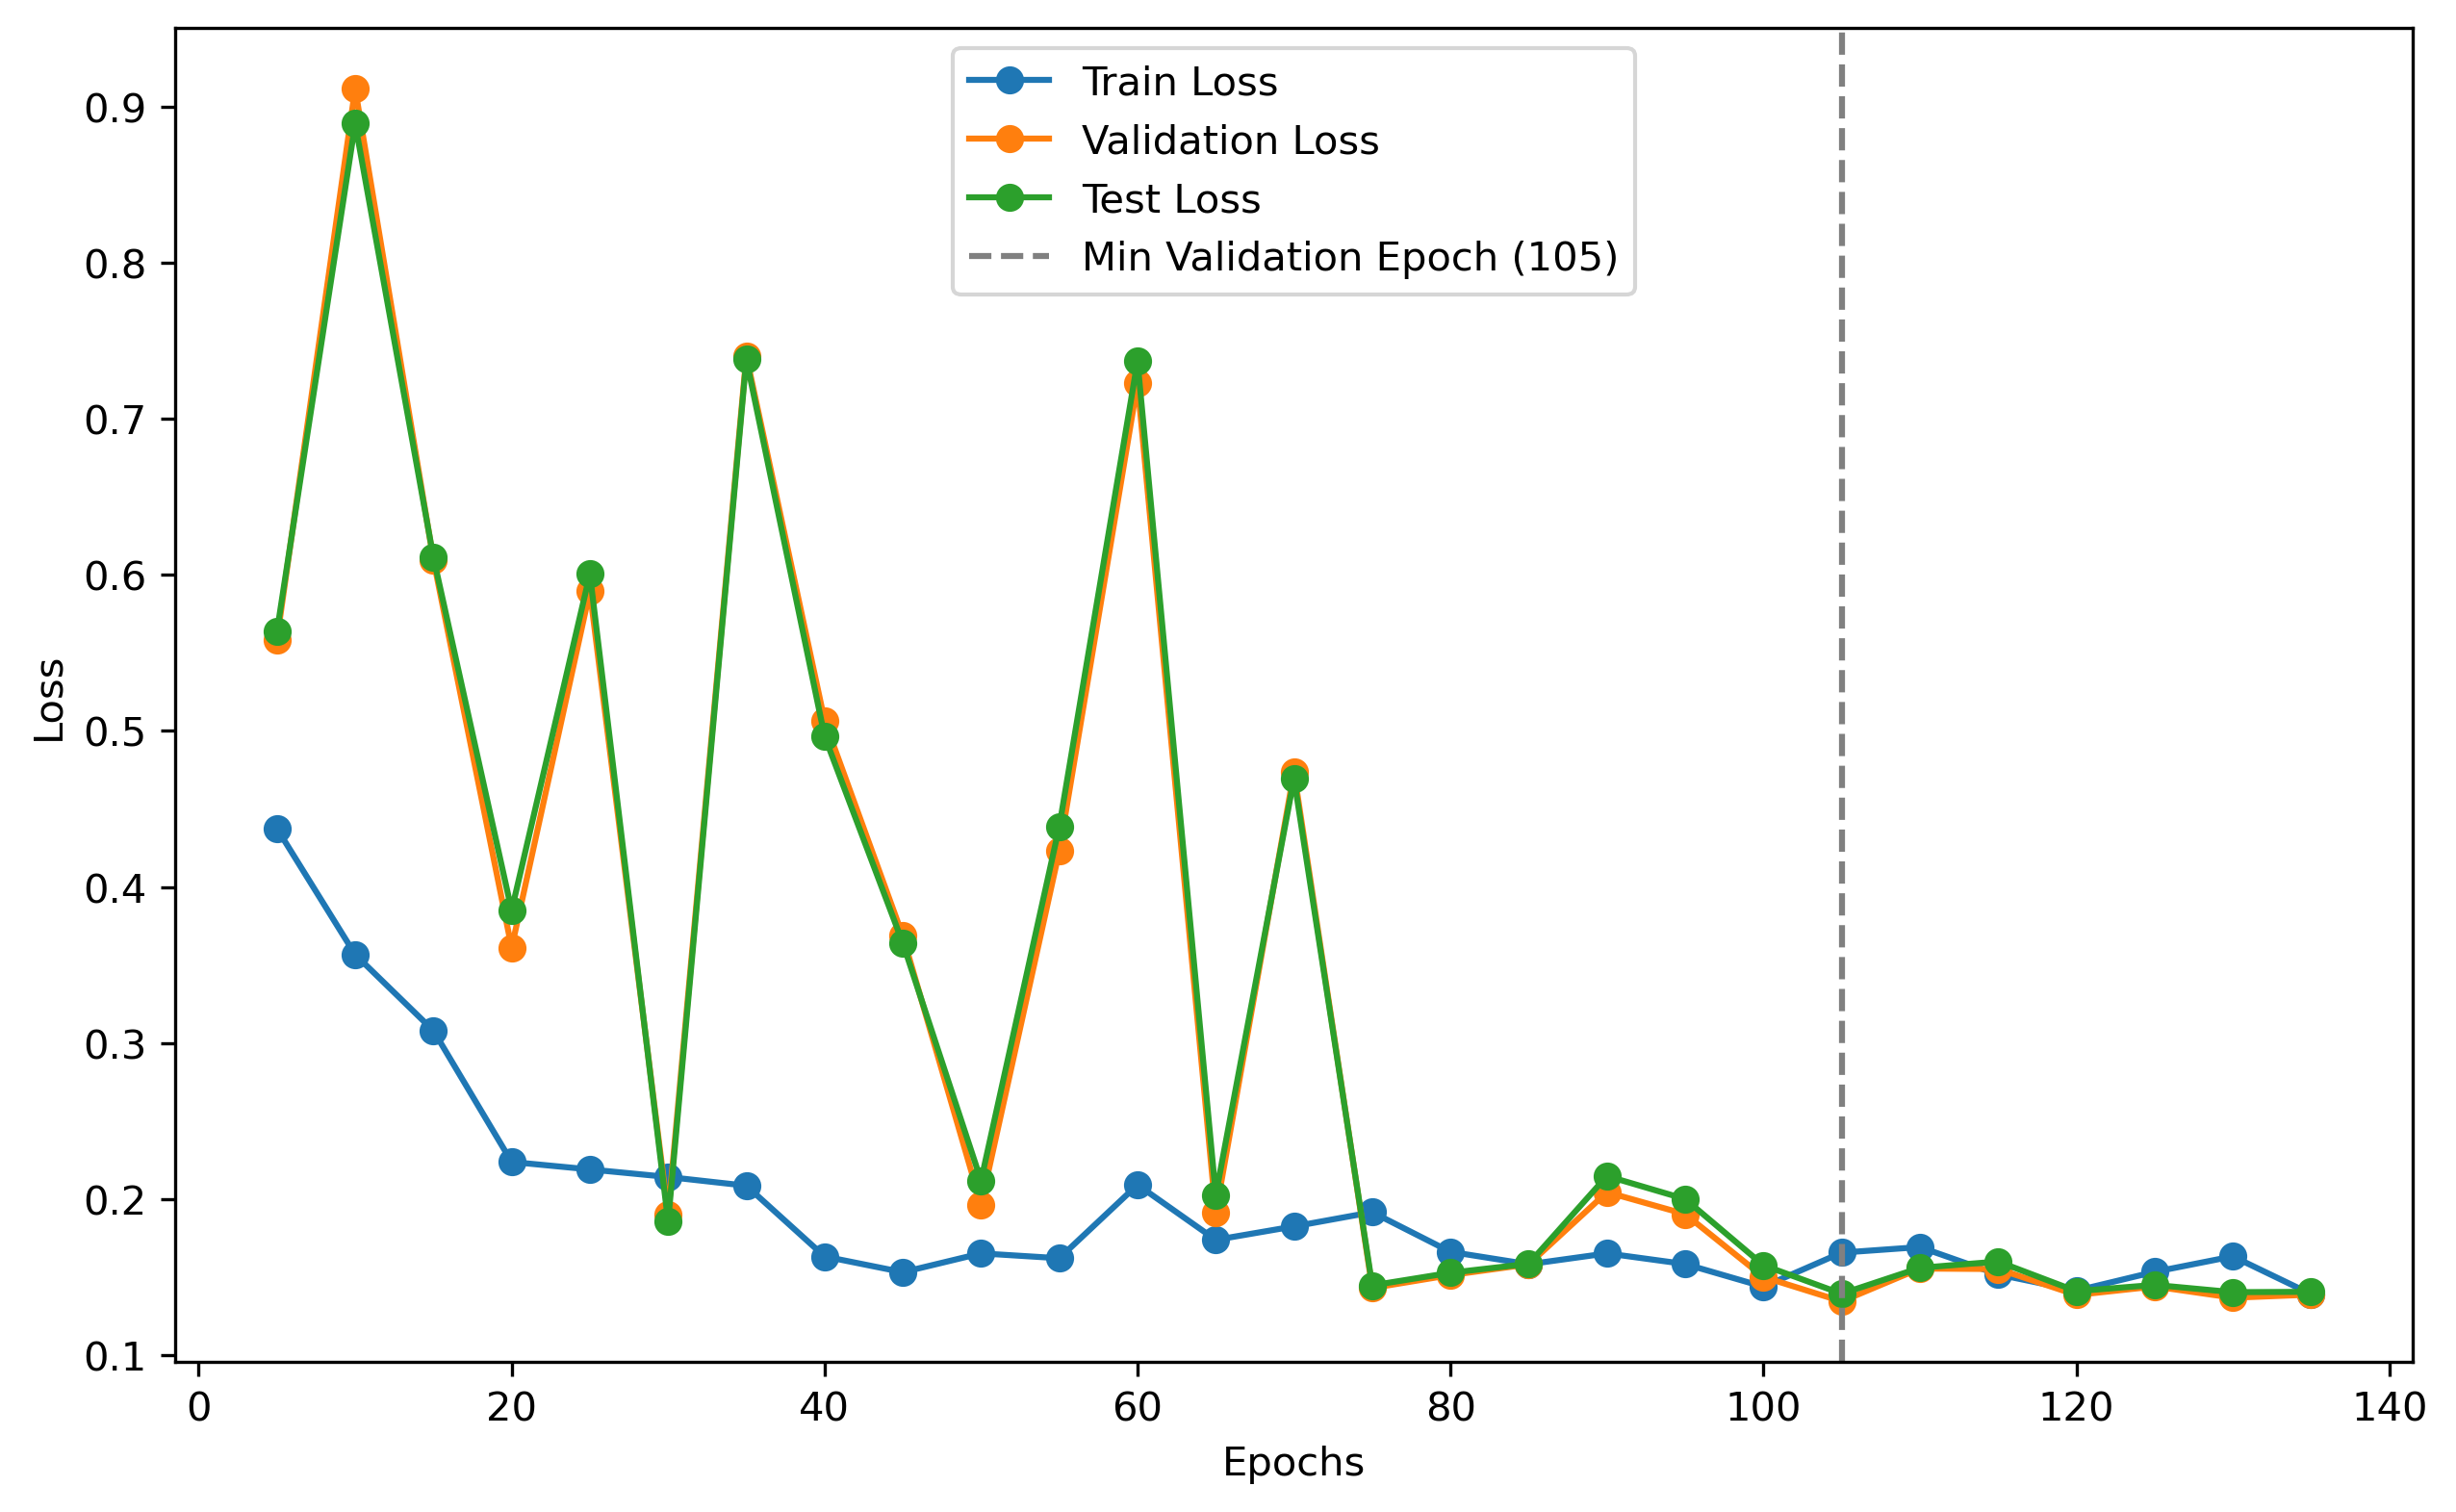 Train Loss
Validation Loss
Test Loss
Min Validation Epoch (105)
0.9
0.8
0.7
0.6
0.5
0.4
0.3
0.2
0.1
Loss
0 20 40 60 80 100 120 140
Epochs